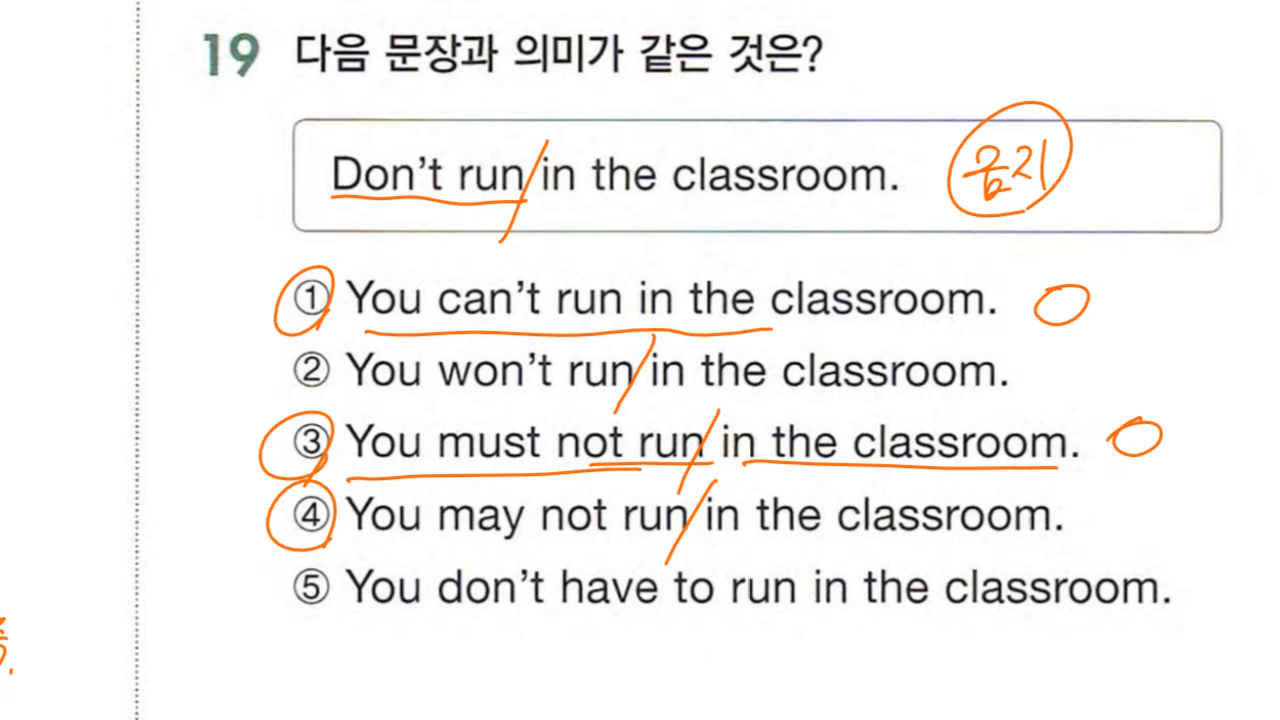 19 다음 문장과 의미가 같은 것은?
Don't run in the classroom. 금지
① You can't run in the classroom.
② You won't run in the classroom.
③ You must not run in the classroom.
④ You may not run in the classroom.
⑤ You don't have to run in the classroom.